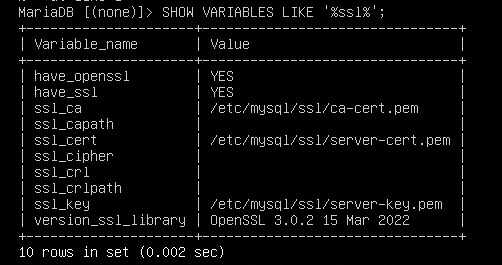 MariaDB [(none)]> SHOW VARIABLES LIKE '%ssl%';
+---------------------+----------------------------------+
| Variable_name       | Value                            |
+---------------------+----------------------------------+
| have_openssl        | YES                              |
| have_ssl            | YES                              |
| ssl_ca              | /etc/mysql/ssl/ca-cert.pem       |
| ssl_capath          |                                  |
| ssl_cert            | /etc/mysql/ssl/server-cert.pem   |
| ssl_cipher          |                                  |
| ssl_crl             |                                  |
| ssl_crlpath         |                                  |
| ssl_key             | /etc/mysql/ssl/server-key.pem    |
| version_ssl_library | OpenSSL 3.0.2 15 Mar 2022        |
+---------------------+----------------------------------+
10 rows in set (0.002 sec)